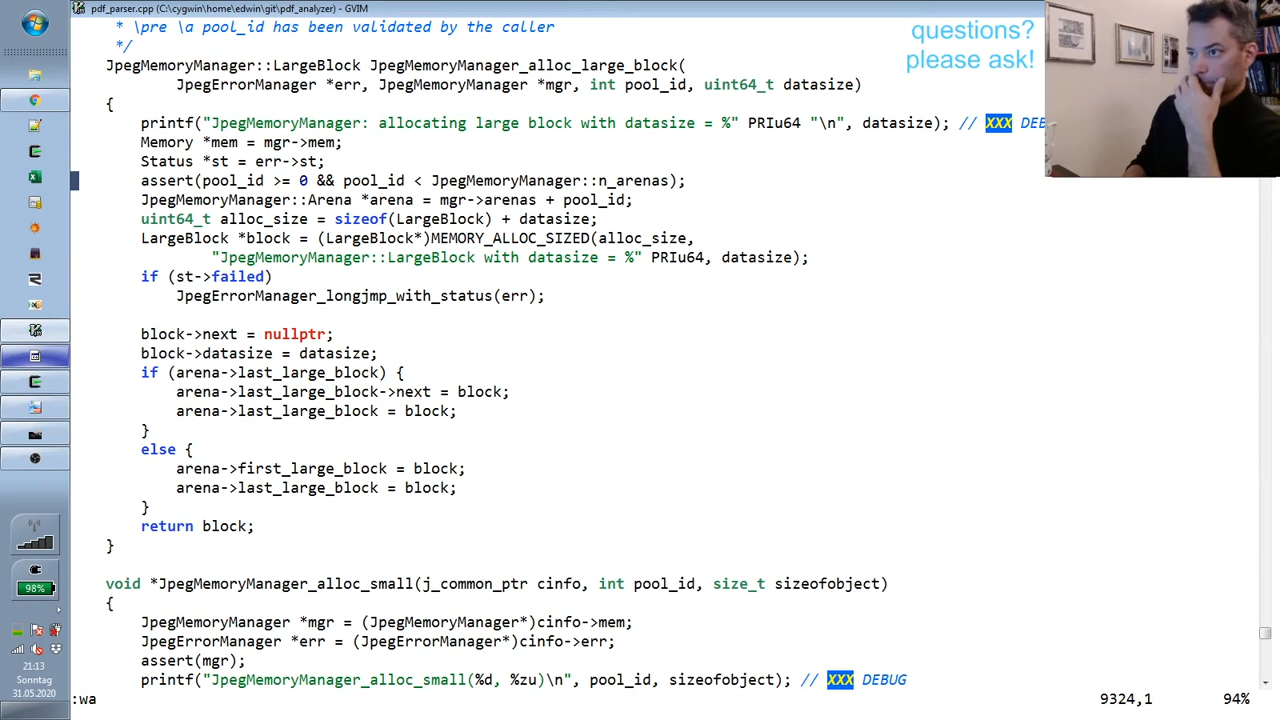 pdf_parser.cpp (C:\cygwin\home\edwin\git\pdf_analyzer) - GVIM
* \pre \a pool_id has been validated by the caller
*/
JpegMemoryManager::LargeBlock JpegMemoryManager_alloc_large_block(
JpegErrorManager *err, JpegMemoryManager *mgr, int pool_id, uint64_t datasize)
{
printf("JpegMemoryManager: allocating large block with datasize = %" PRIu64 "\n", datasize); // XXX DEB
Memory *mem = mgr->mem;
Status *st = err->st;
assert(pool_id >= 0 && pool_id < JpegMemoryManager::n_arenas);
JpegMemoryManager::Arena *arena = mgr->arenas + pool_id;
uint64_t alloc_size = sizeof(LargeBlock) + datasize;
LargeBlock *block = (LargeBlock*)MEMORY_ALLOC_SIZED(alloc_size,
"JpegMemoryManager::LargeBlock with datasize = %" PRIu64, datasize);
if (st->failed)
JpegErrorManager_longjmp_with_status(err);
block->next = nullptr;
block->datasize = datasize;
if (arena->last_large_block) {
arena->last_large_block->next = block;
arena->last_large_block = block;
}
else {
arena->first_large_block = block;
arena->last_large_block = block;
}
return block;
}
void *JpegMemoryManager_alloc_small(j_common_ptr cinfo, int pool_id, size_t sizeofobject)
{
JpegMemoryManager *mgr = (JpegMemoryManager*)cinfo->mem;
JpegErrorManager *err = (JpegErrorManager*)cinfo->err;
assert(mgr);
printf("JpegMemoryManager_alloc_small(%d, %zu)\n", pool_id, sizeofobject); // XXX DEBUG
:wa
9324,1
94%
questions?
please ask!
98%
21:13
Sonntag
31.05.2020